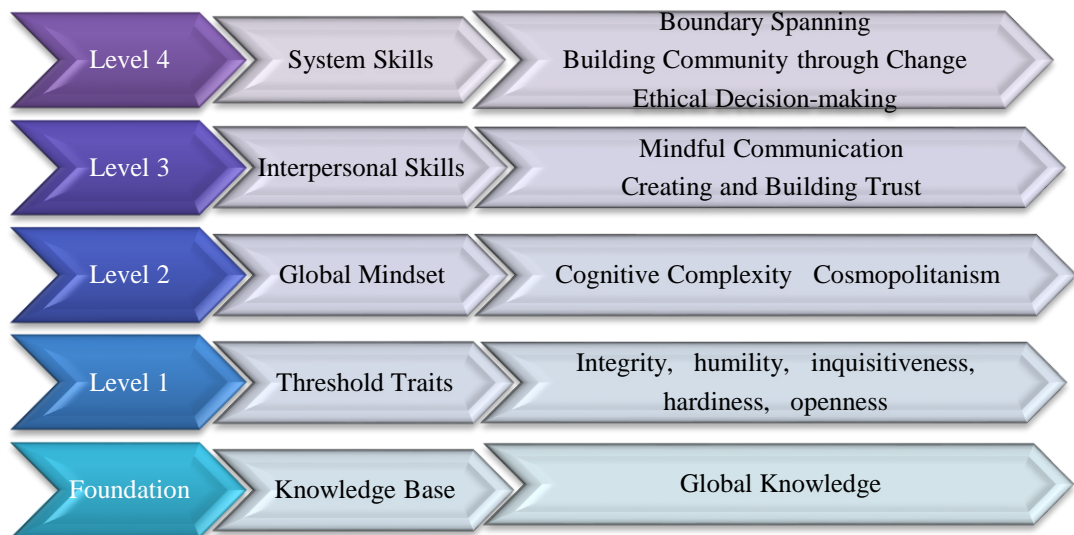 Level 4
System Skills
Boundary Spanning
Building Community through Change
Ethical Decision-making
Level 3
Interpersonal Skills
Mindful Communication
Creating and Building Trust
Level 2
Global Mindset
Cognitive Complexity Cosmopolitanism
Level 1
Threshold Traits
Integrity, humility, inquisitiveness,
hardiness, openness
Foundation
Knowledge Base
Global Knowledge